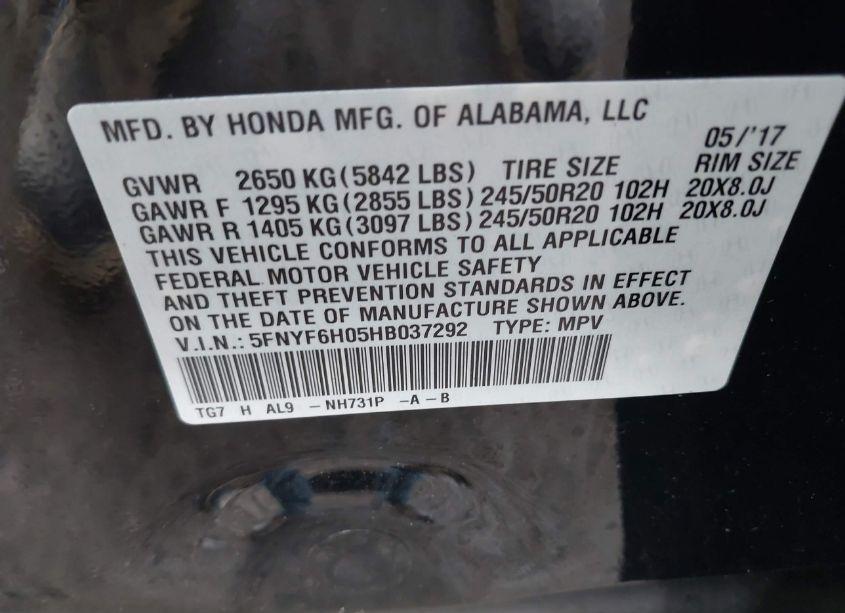 MFD. BY HONDA MFG. OF ALABAMA, LLC
05/'17
GVWR 2650 KG (5842 LBS) TIRE SIZE RIM SIZE
GAWR F 1295 KG (2855 LBS) 245/50R20 102H 20X8.0J
GAWR R 1405 KG (3097 LBS) 245/50R20 102H 20X8.0J
THIS VEHICLE CONFORMS TO ALL APPLICABLE
FEDERAL MOTOR VEHICLE SAFETY
AND THEFT PREVENTION STANDARDS IN EFFECT
ON THE DATE OF MANUFACTURE SHOWN ABOVE.
V.I.N.: 5FNYF6H05HB037292 TYPE: MPV
TG7 H AL9 -NH731P -A-B